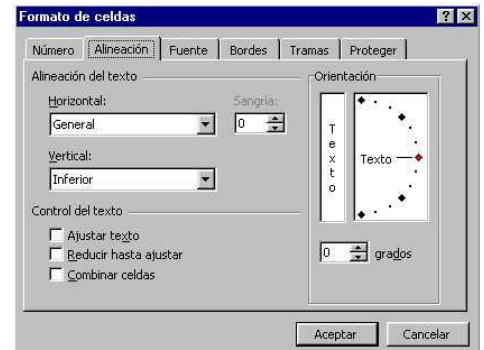 Formato de celdas
Número Alineación Fuente Bordes Tramas Proteger
Alineación del texto
Horizontal:
General
Sangría:
0
Vertical:
Inferior
Control del texto
Ajustar texto
Reducir hasta ajustar
Combinar celdas
Orientación
Texto
Texto
0 grados
Aceptar Cancelar